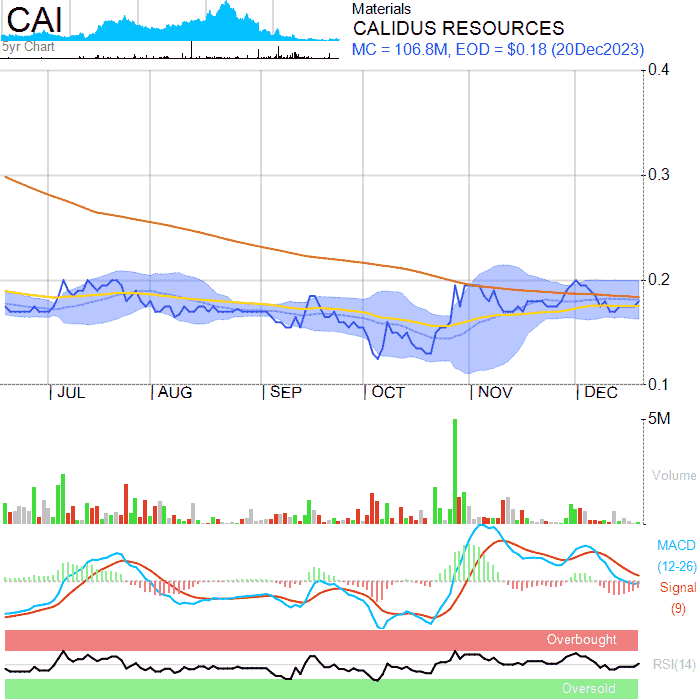 CAI
5yr Chart
Materials
CALIDUS RESOURCES
MC = 106.8M, EOD = $0.18 (20Dec2023)
0.4
0.3
0.2
0.1
JUL AUG SEP OCT NOV DEC
5M
Volume
MACD
(12-26)
Signal
(9)
Overbought
RSI(14)
Oversold